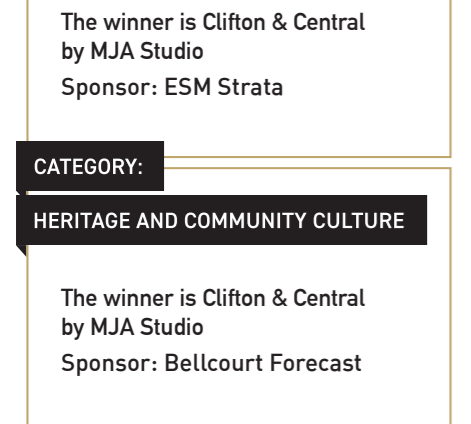 The winner is Clifton & Central
by MJA Studio
Sponsor: ESM Strata
CATEGORY:
HERITAGE AND COMMUNITY CULTURE
The winner is Clifton & Central
by MJA Studio
Sponsor: Bellcourt Forecast